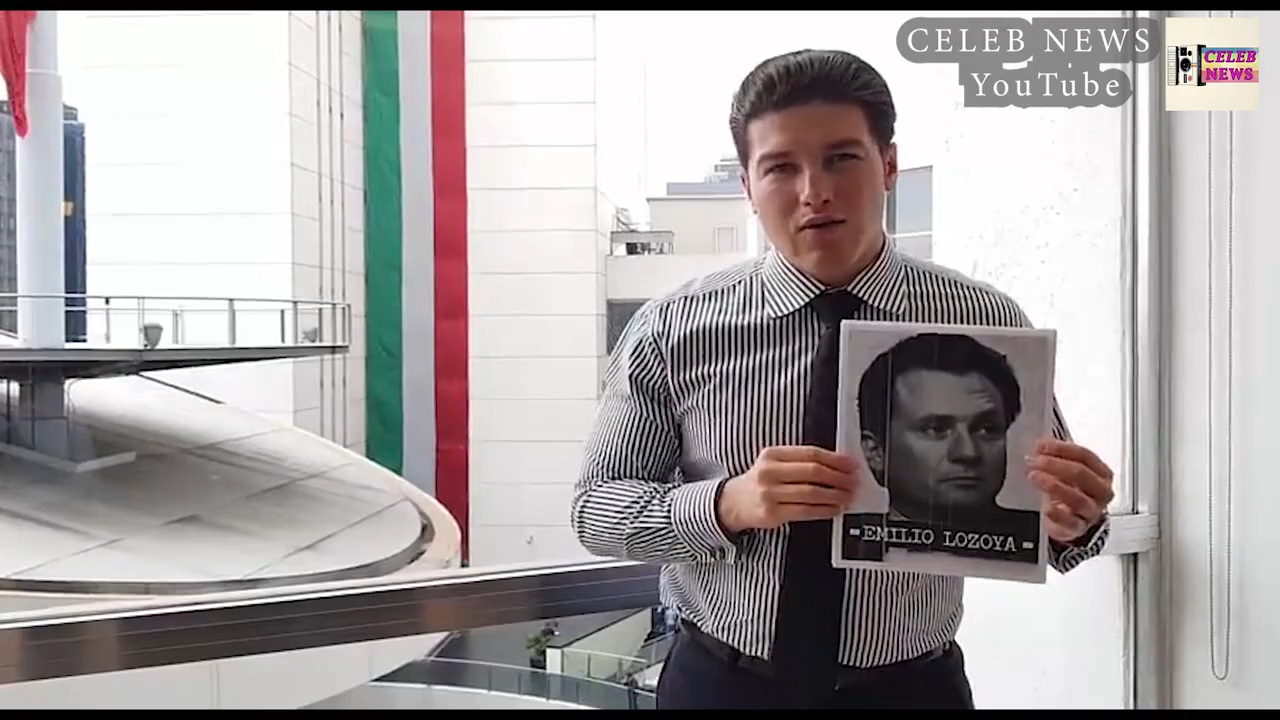 CELEB NEWS
YouTube
CELEB
NEWS
- EMILIO LOZOYA -